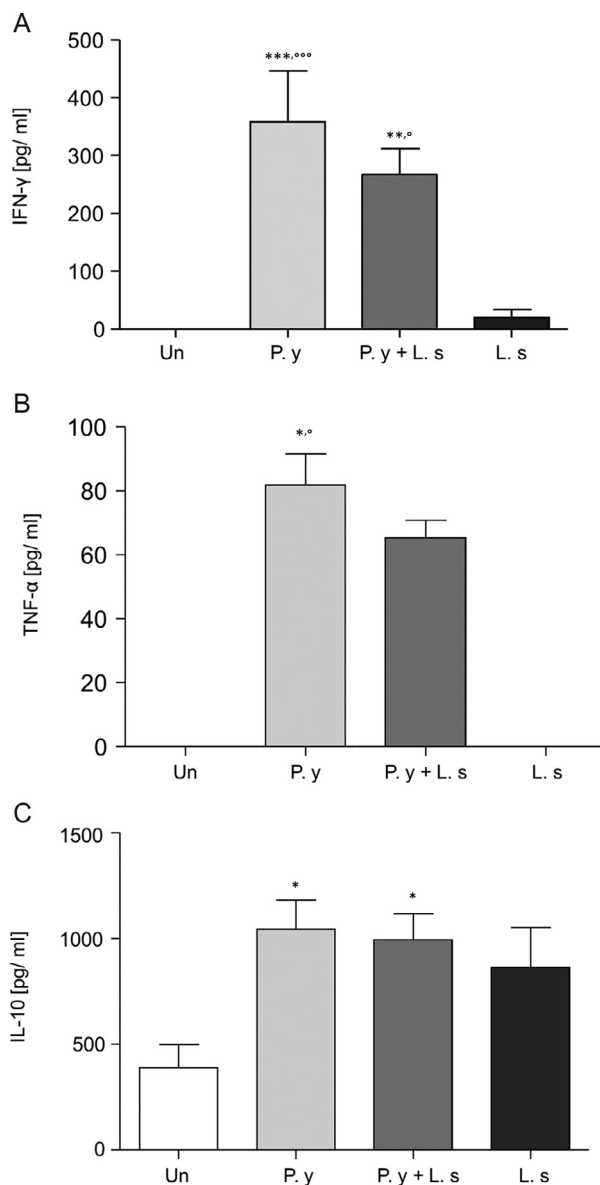 A
IFN-γ [pg/ ml]
500
400
300
200
100
0
***,°°°
**,°
Un P. y P. y + L. s L. s
B
TNF-α [pg/ ml]
100
80
60
40
20
0
*,°
Un P. y P. y + L. s L. s
C
IL-10 [pg/ ml]
1500
1000
500
0
*
*
Un P. y P. y + L. s L. s